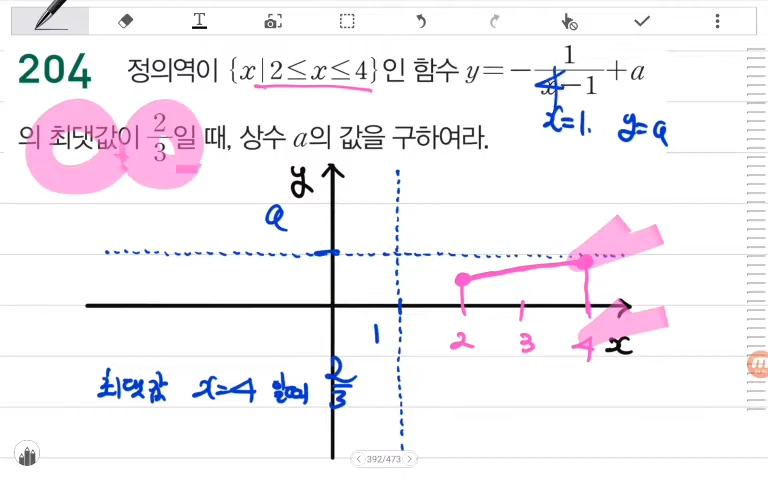 204 정의역이 {x|2≤x≤4}인 함수 y=-1/(x-1)+a
x=1. y=a
의 최댓값이 2/3일 때, 상수 a의 값을 구하여라.
y
a
1 2 3 4 x
최댓값 x=4 일때 2/3
392/473